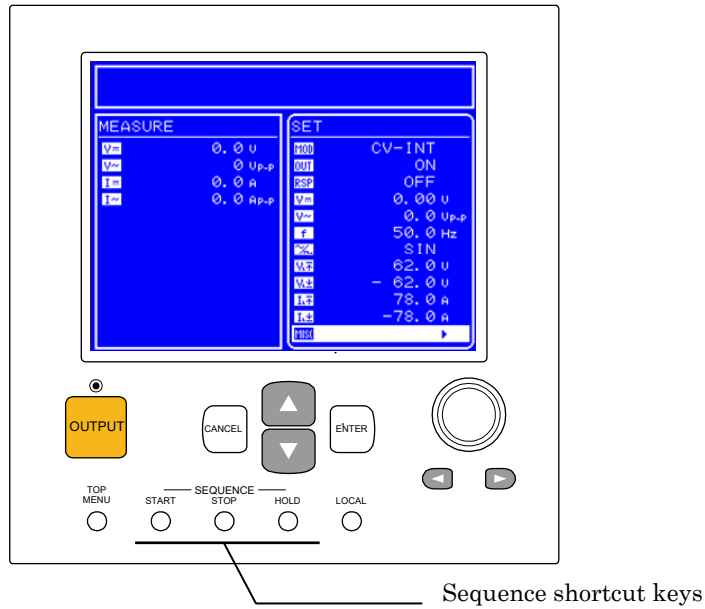 MEASURE
V= 0.0 V
V~ 0 Vp-p
I= 0.0 A
I~ 0.0 Ap-p
SET
MOD CV-INT
OUT ON
RSP OFF
V= 0.00 V
V~ 0.0 Vp-p
f 50.0 Hz
SIN
V 62.0 V
V - 62.0 V
I 78.0 A
I -78.0 A
MISC
OUTPUT
CANCEL
ENTER
TOP
MENU
SEQUENCE
START STOP HOLD
LOCAL
Sequence shortcut keys